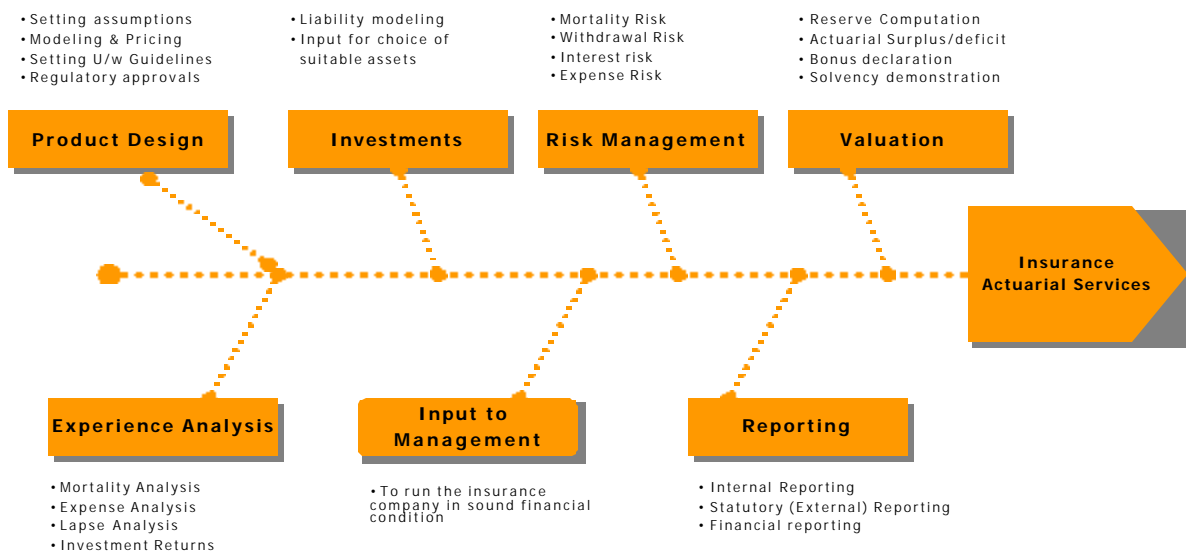 • Setting assumptions
• Modeling & Pricing
• Setting U/w Guidelines
• Regulatory approvals
• Liability modeling
• Input for choice of
suitable assets
• Mortality Risk
• Withdrawal Risk
• Interest risk
• Expense Risk
• Reserve Computation
• Actuarial Surplus/deficit
• Bonus declaration
• Solvency demonstration
Product Design
Investments
Risk Management
Valuation
Insurance
Actuarial Services
Experience Analysis
Input to
Management
Reporting
• Mortality Analysis
• Expense Analysis
• Lapse Analysis
• Investment Returns
• To run the insurance
company in sound financial
condition
• Internal Reporting
• Statutory (External) Reporting
• Financial reporting